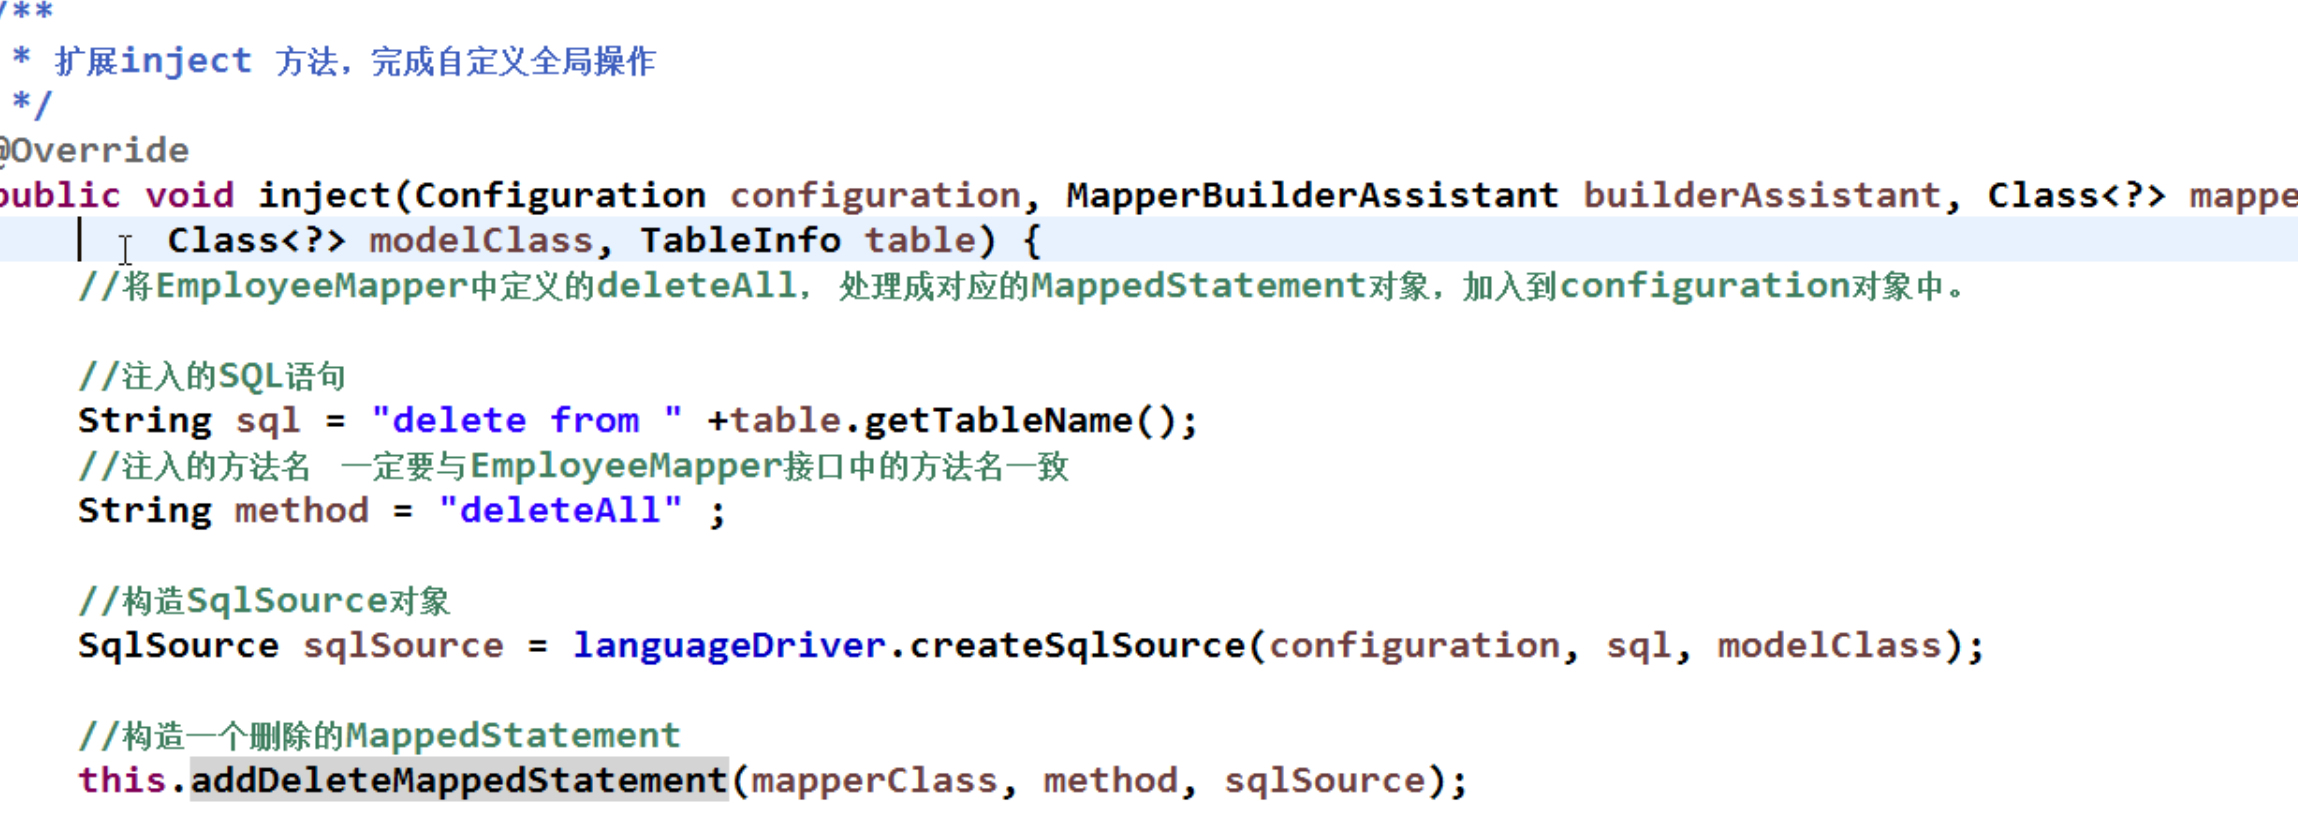 /**
* 扩展inject 方法，完成自定义全局操作
*/
@Override
public void inject(Configuration configuration, MapperBuilderAssistant builderAssistant, Class<?> mappe
Class<?> modelClass, TableInfo table) {
//将EmployeeMapper中定义的deleteAll， 处理成对应的MappedStatement对象，加入到configuration对象中。
//注入的SQL语句
String sql = "delete from " +table.getTableName();
//注入的方法名 一定要与EmployeeMapper接口中的方法名一致
String method = "deleteAll" ;
//构造SqlSource对象
SqlSource sqlSource = languageDriver.createSqlSource(configuration, sql, modelClass);
//构造一个删除的MappedStatement
this.addDeleteMappedStatement(mapperClass, method, sqlSource);